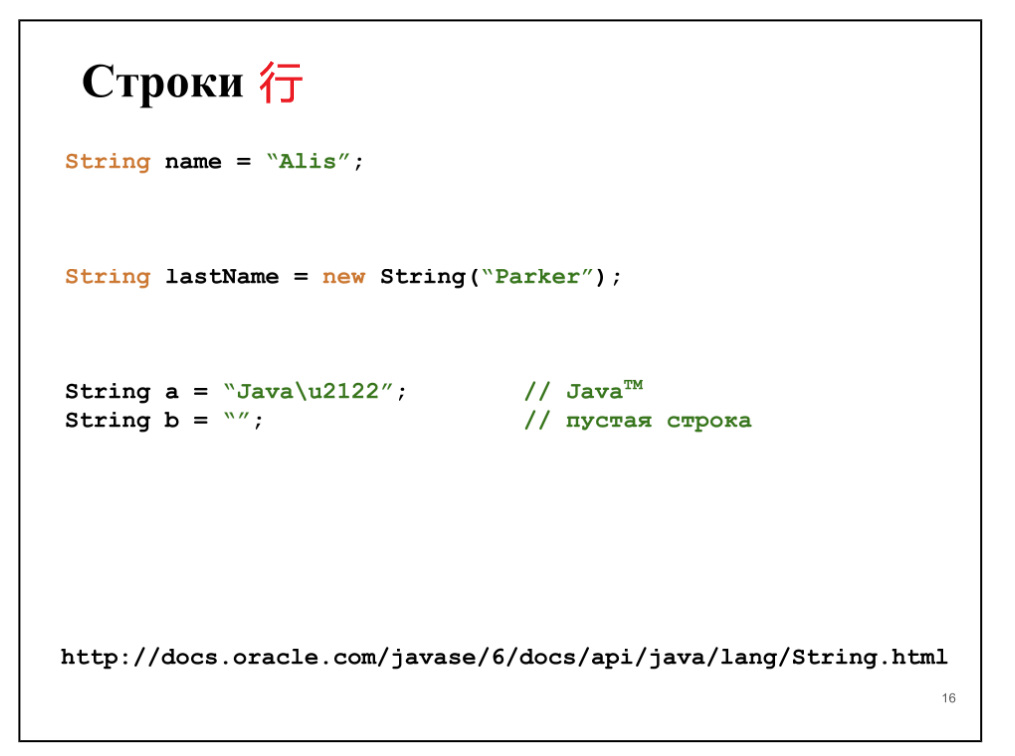 Строки 行
String name = “Alis”;
String lastName = new String(“Parker”);
String a = “Java\u2122”; // Java™
String b = “”; // пустая строка
http://docs.oracle.com/javase/6/docs/api/java/lang/String.html
16